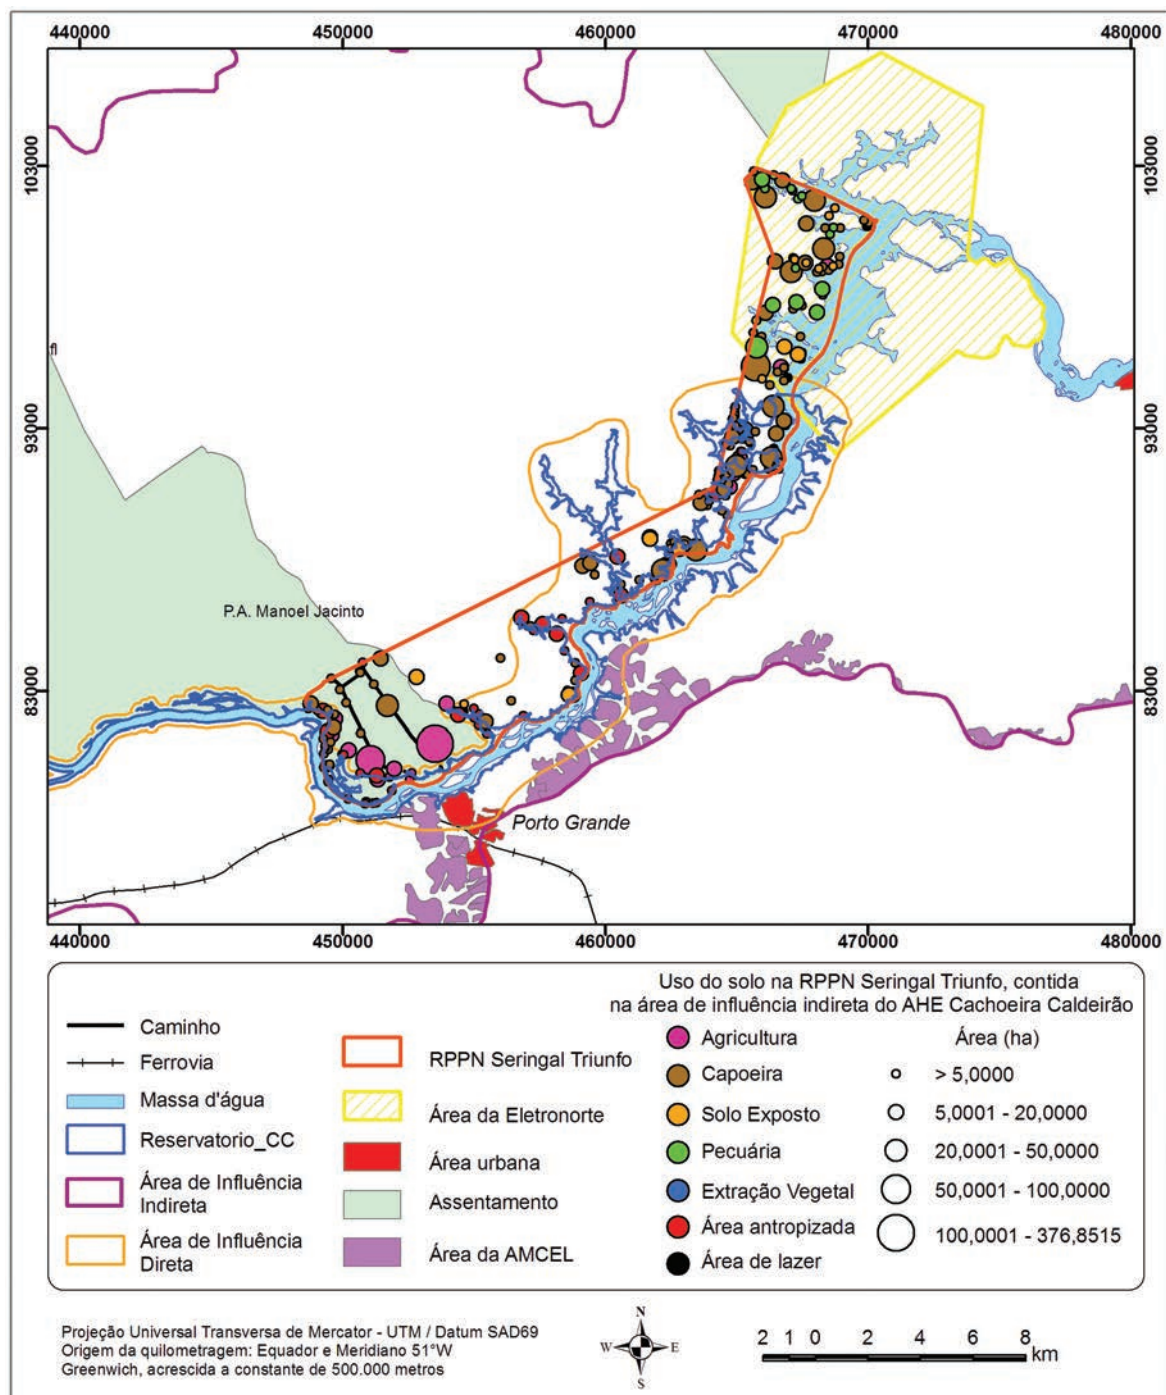 440000 450000 460000 470000 480000
103000 103000
fl
93000 93000
P.A. Manoel Jacinto
83000 83000
Porto Grande
440000 450000 460000 470000 480000
Uso do solo na RPPN Seringal Triunfo, contida
na área de influência indireta do AHE Cachoeira Caldeirão
Caminho
Ferrovia
Massa d'água
Reservatorio_CC
Área de Influência
Indireta
Área de Influência
Direta
RPPN Seringal Triunfo
Área da Eletronorte
Área urbana
Assentamento
Área da AMCEL
Agricultura
Capoeira
Solo Exposto
Pecuária
Extração Vegetal
Área antropizada
Área de lazer
Área (ha)
> 5,0000
5,0001 - 20,0000
20,0001 - 50,0000
50,0001 - 100,0000
100,0001 - 376,8515
Projeção Universal Transversa de Mercator - UTM / Datum SAD69
Origem da quilometragem: Equador e Meridiano 51°W
Greenwich, acrescida a constante de 500.000 metros
N
W E
S
2 1 0 2 4 6 8
km